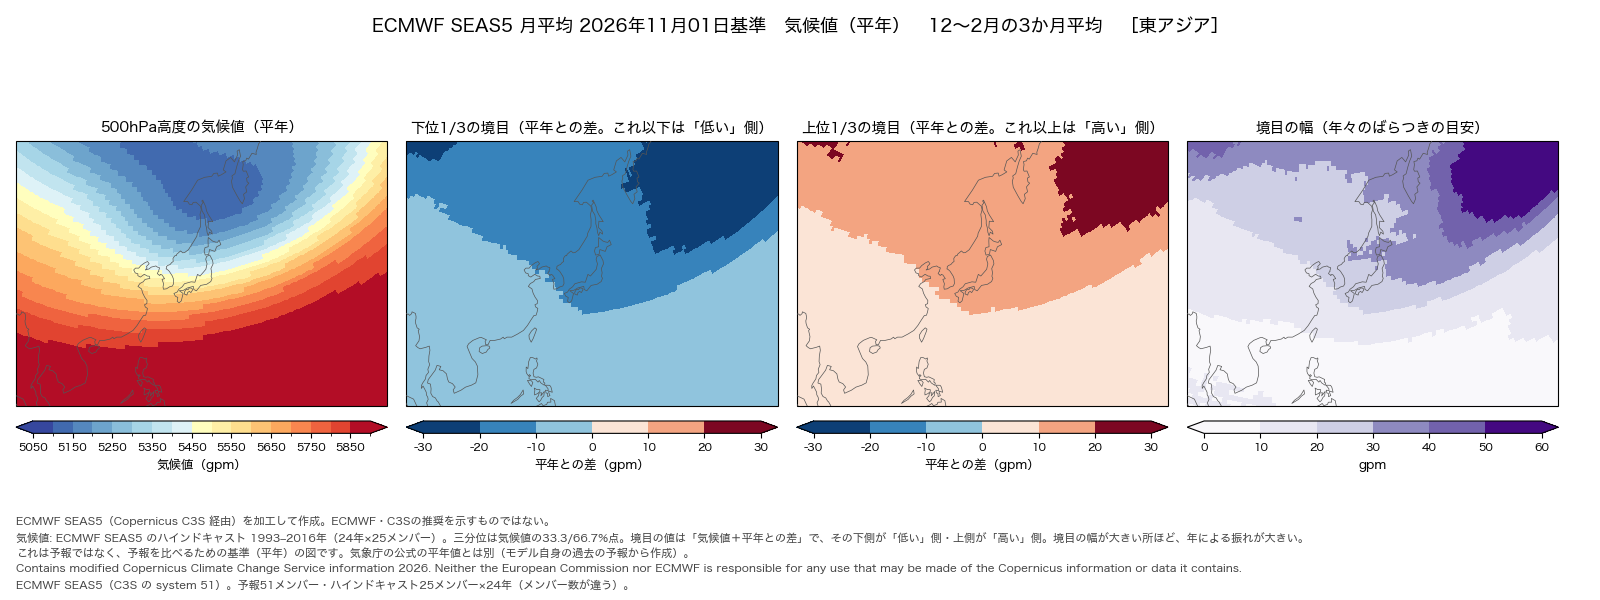 ECMWF SEAS5 月平均 2026年11月01日基準　気候値（平年）　12～2月の3か月平均　［東アジア］
500hPa高度の気候値（平年）
下位1/3の境目（平年との差。これ以下は「低い」側）
上位1/3の境目（平年との差。これ以上は「高い」側）
境目の幅（年々のばらつきの目安）
5050 5150 5250 5350 5450 5550 5650 5750 5850
気候値（gpm）
-30 -20 -10 0 10 20 30
平年との差（gpm）
-30 -20 -10 0 10 20 30
平年との差（gpm）
0 10 20 30 40 50 60
gpm
ECMWF SEAS5（Copernicus C3S 経由）を加工して作成。ECMWF・C3Sの推奨を示すものではない。
気候値: ECMWF SEAS5 のハインドキャスト 1993–2016年（24年×25メンバー）。三分位は気候値の33.3/66.7%点。境目の値は「気候値＋平年との差」で、その下側が「低い」側・上側が「高い」側。境目の幅が大きい所ほど、年による振れが大きい。
これは予報ではなく、予報を比べるための基準（平年）の図です。気象庁の公式の平年値とは別（モデル自身の過去の予報から作成）。
Contains modified Copernicus Climate Change Service information 2026. Neither the European Commission nor ECMWF is responsible for any use that may be made of the Copernicus information or data it contains.
ECMWF SEAS5（C3S の system 51）。予報51メンバー・ハインドキャスト25メンバー×24年（メンバー数が違う）。